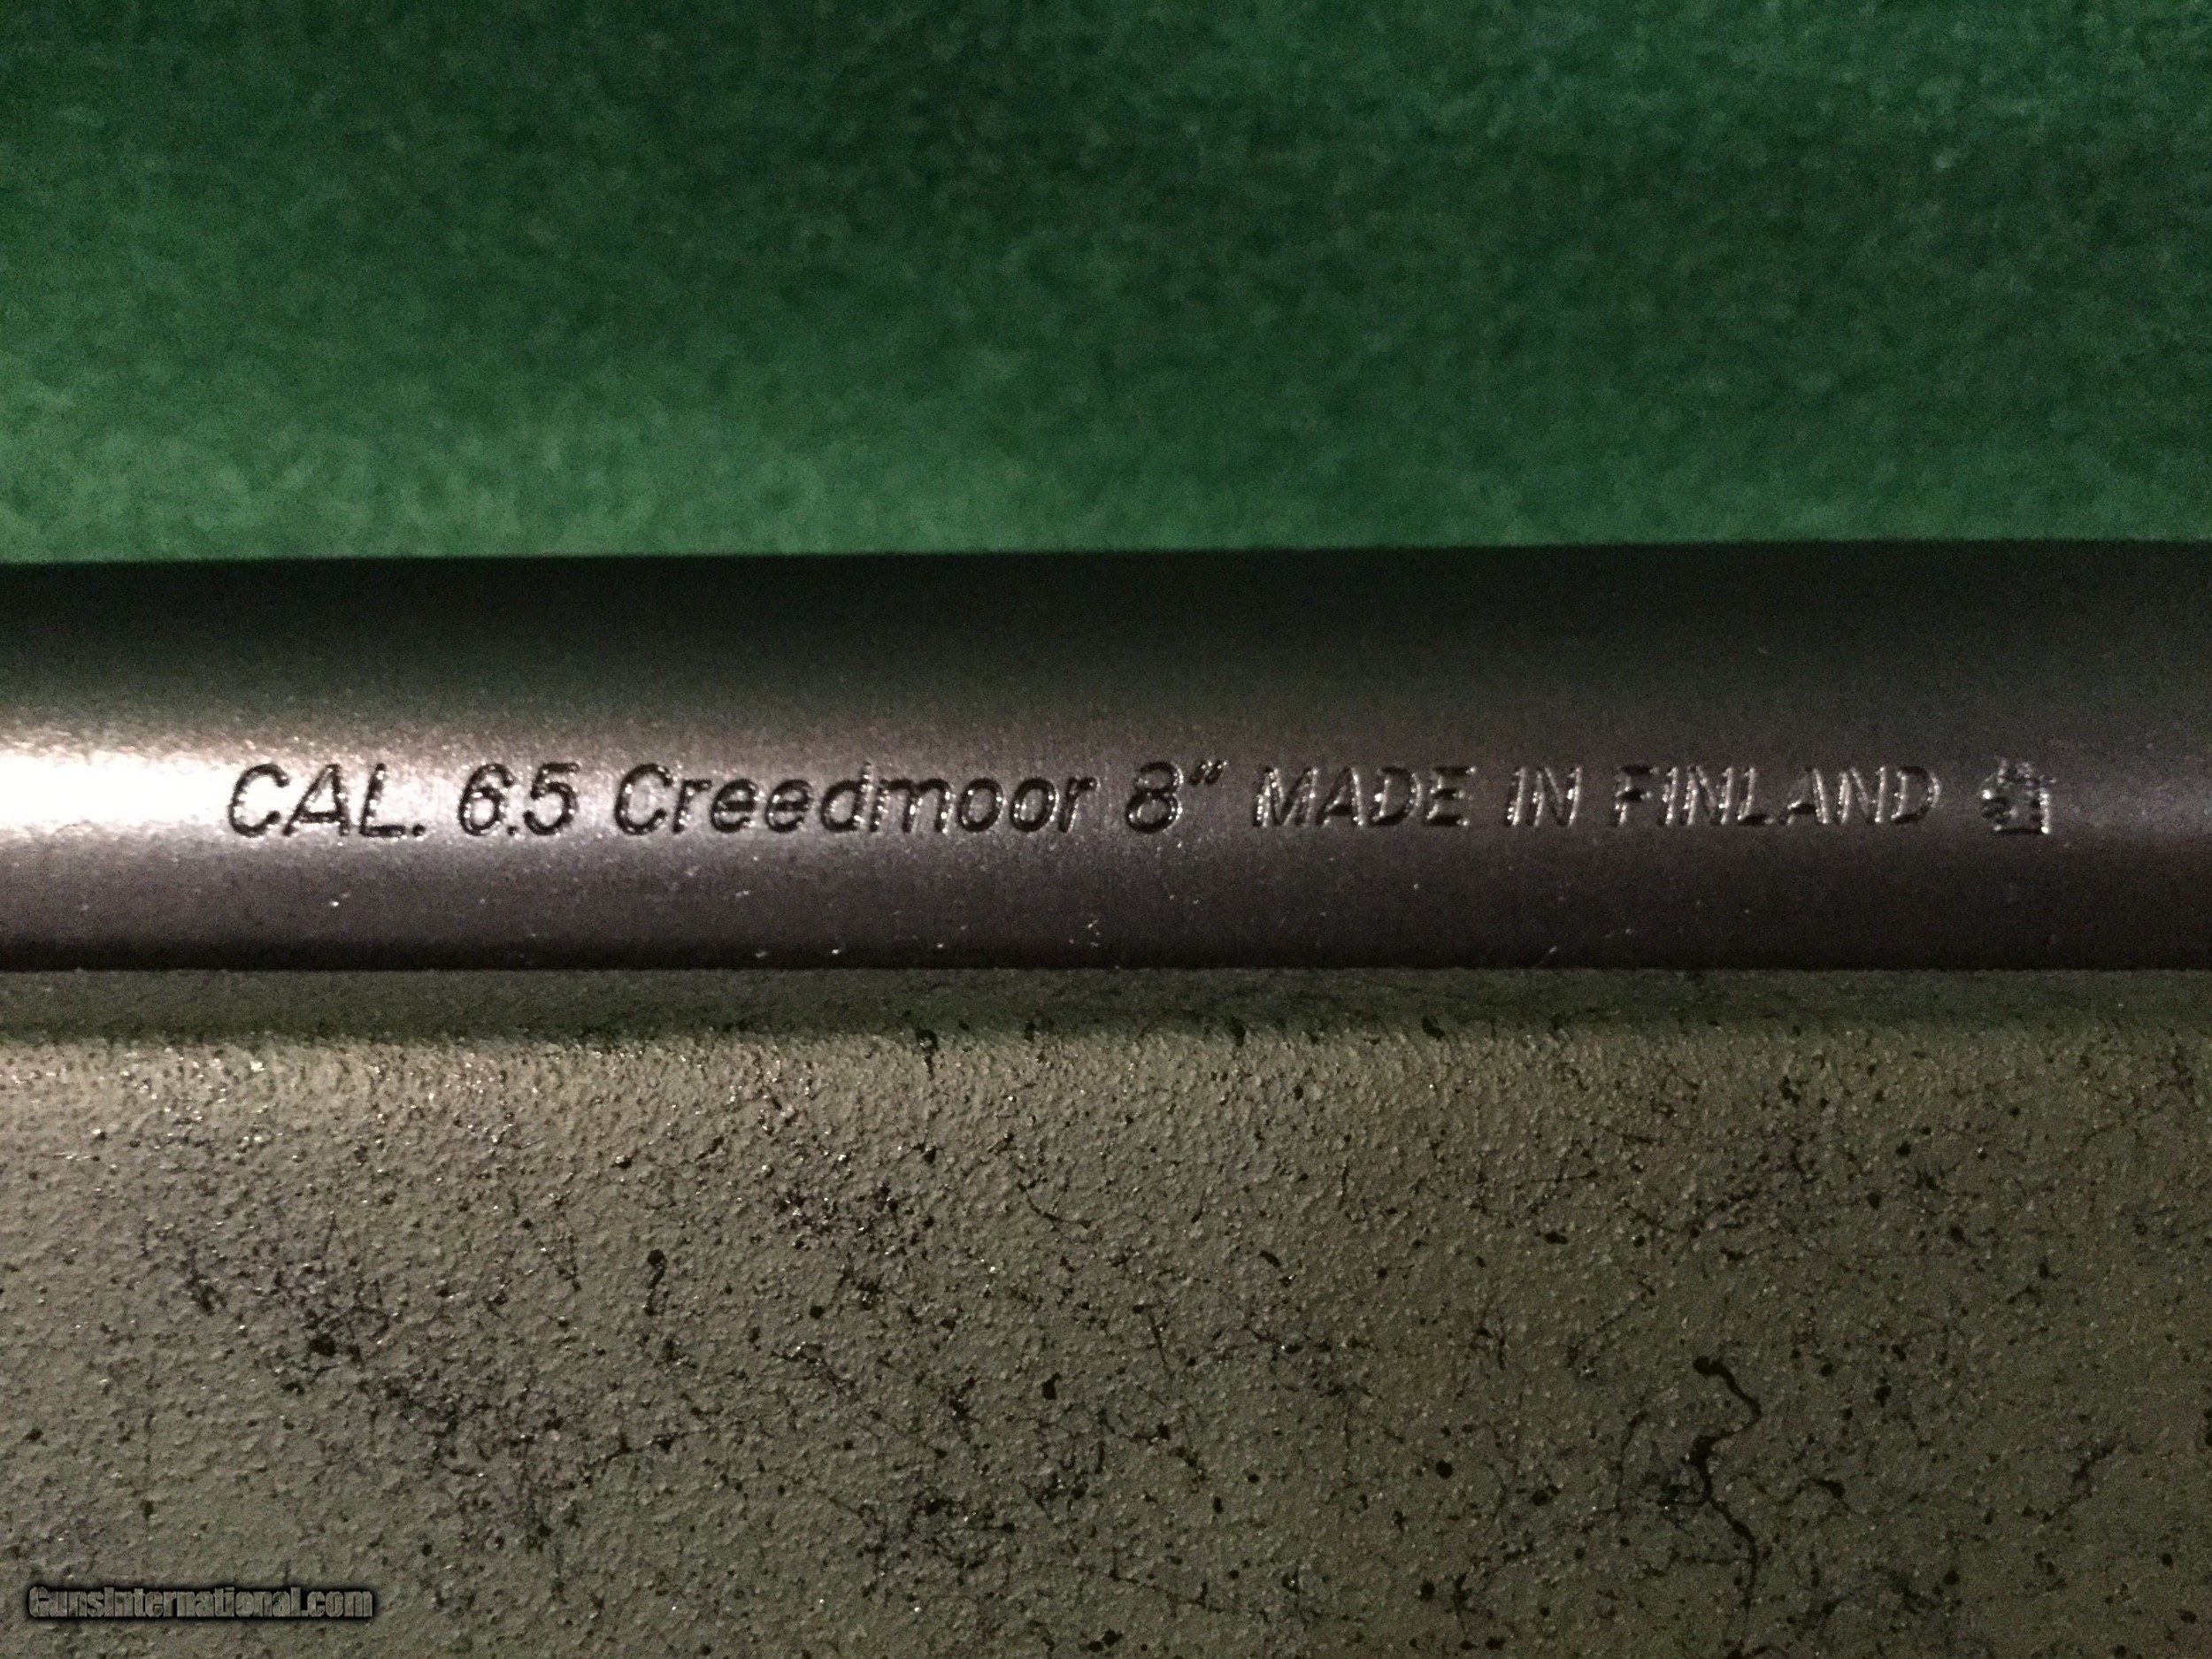 CAL. 6.5 Creedmoor 8" MADE IN FINLAND
GunsInternational.com